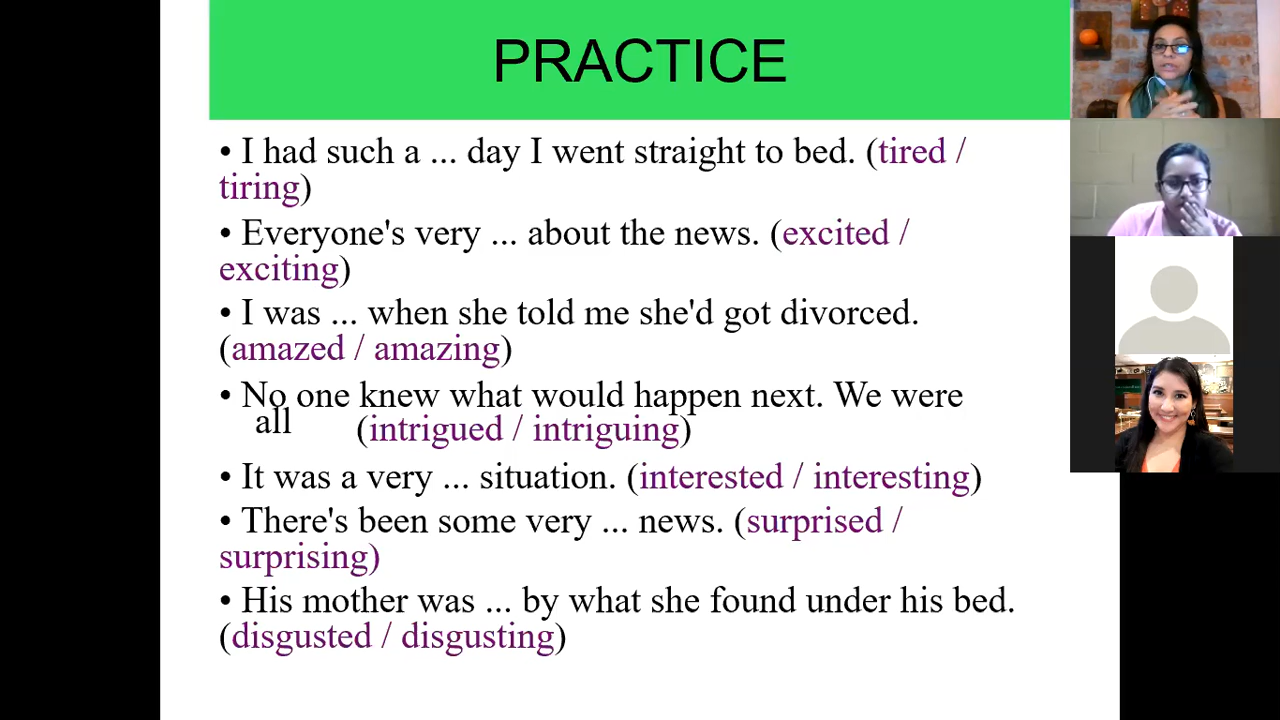 PRACTICE
• I had such a ... day I went straight to bed. (tired /
tiring)
• Everyone's very ... about the news. (excited /
exciting)
• I was ... when she told me she'd got divorced.
(amazed / amazing)
• No one knew what would happen next. We were
all (intrigued / intriguing)
• It was a very ... situation. (interested / interesting)
• There's been some very ... news. (surprised /
surprising)
• His mother was ... by what she found under his bed.
(disgusted / disgusting)